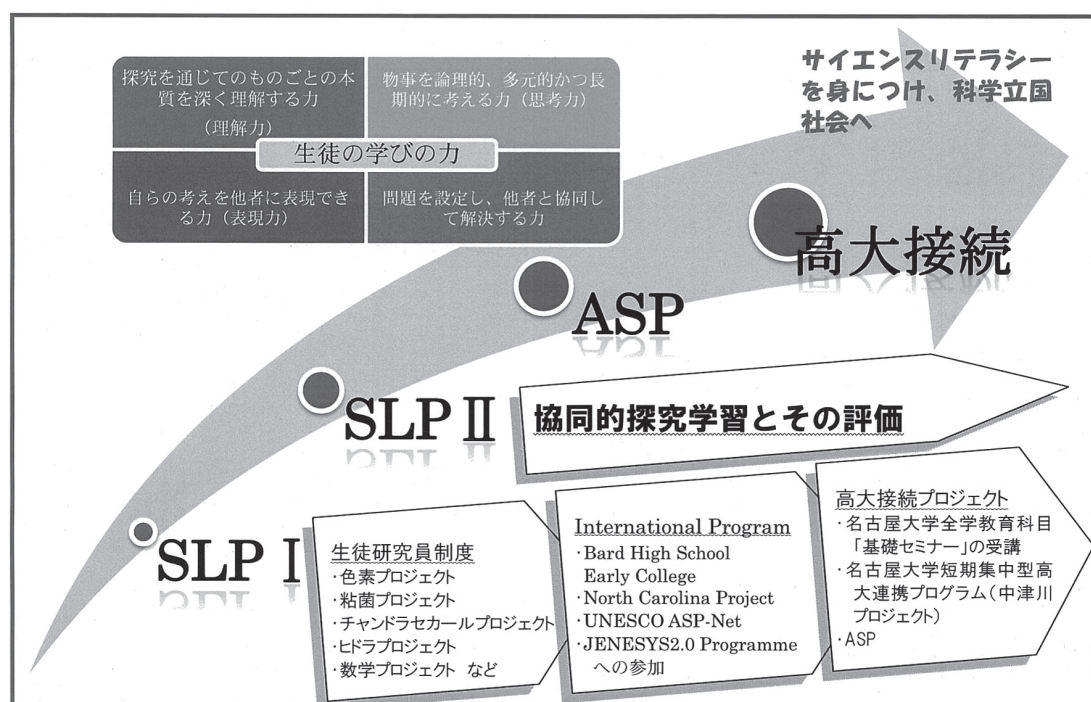 サイエンスリテラシー
を身につけ、科学立国
社会へ
探究を通じてのものごとの本
質を深く理解する力
(理解力)
物事を論理的、多元的かつ長
期的に考える力(思考力)
生徒の学びの力
自らの考えを他者に表現でき
る力(表現力)
問題を設定し、他者と協同し
て解決する力
高大接続
ASP
SLP II
SLP I
協同的探究学習とその評価
生徒研究員制度
・色素プロジェクト
・粘菌プロジェクト
・チャンドラセカールプロジェクト
・ヒドラプロジェクト
・数学プロジェクト など
International Program
・Bard High School
Early College
・North Carolina Project
・UNESCO ASP-Net
・JENESYS2.0 Programme
への参加
高大接続プロジェクト
・名古屋大学全学教育科目
「基礎セミナー」の受講
・名古屋大学短期集中型高
大連携プログラム(中津川
プロジェクト)
・ASP